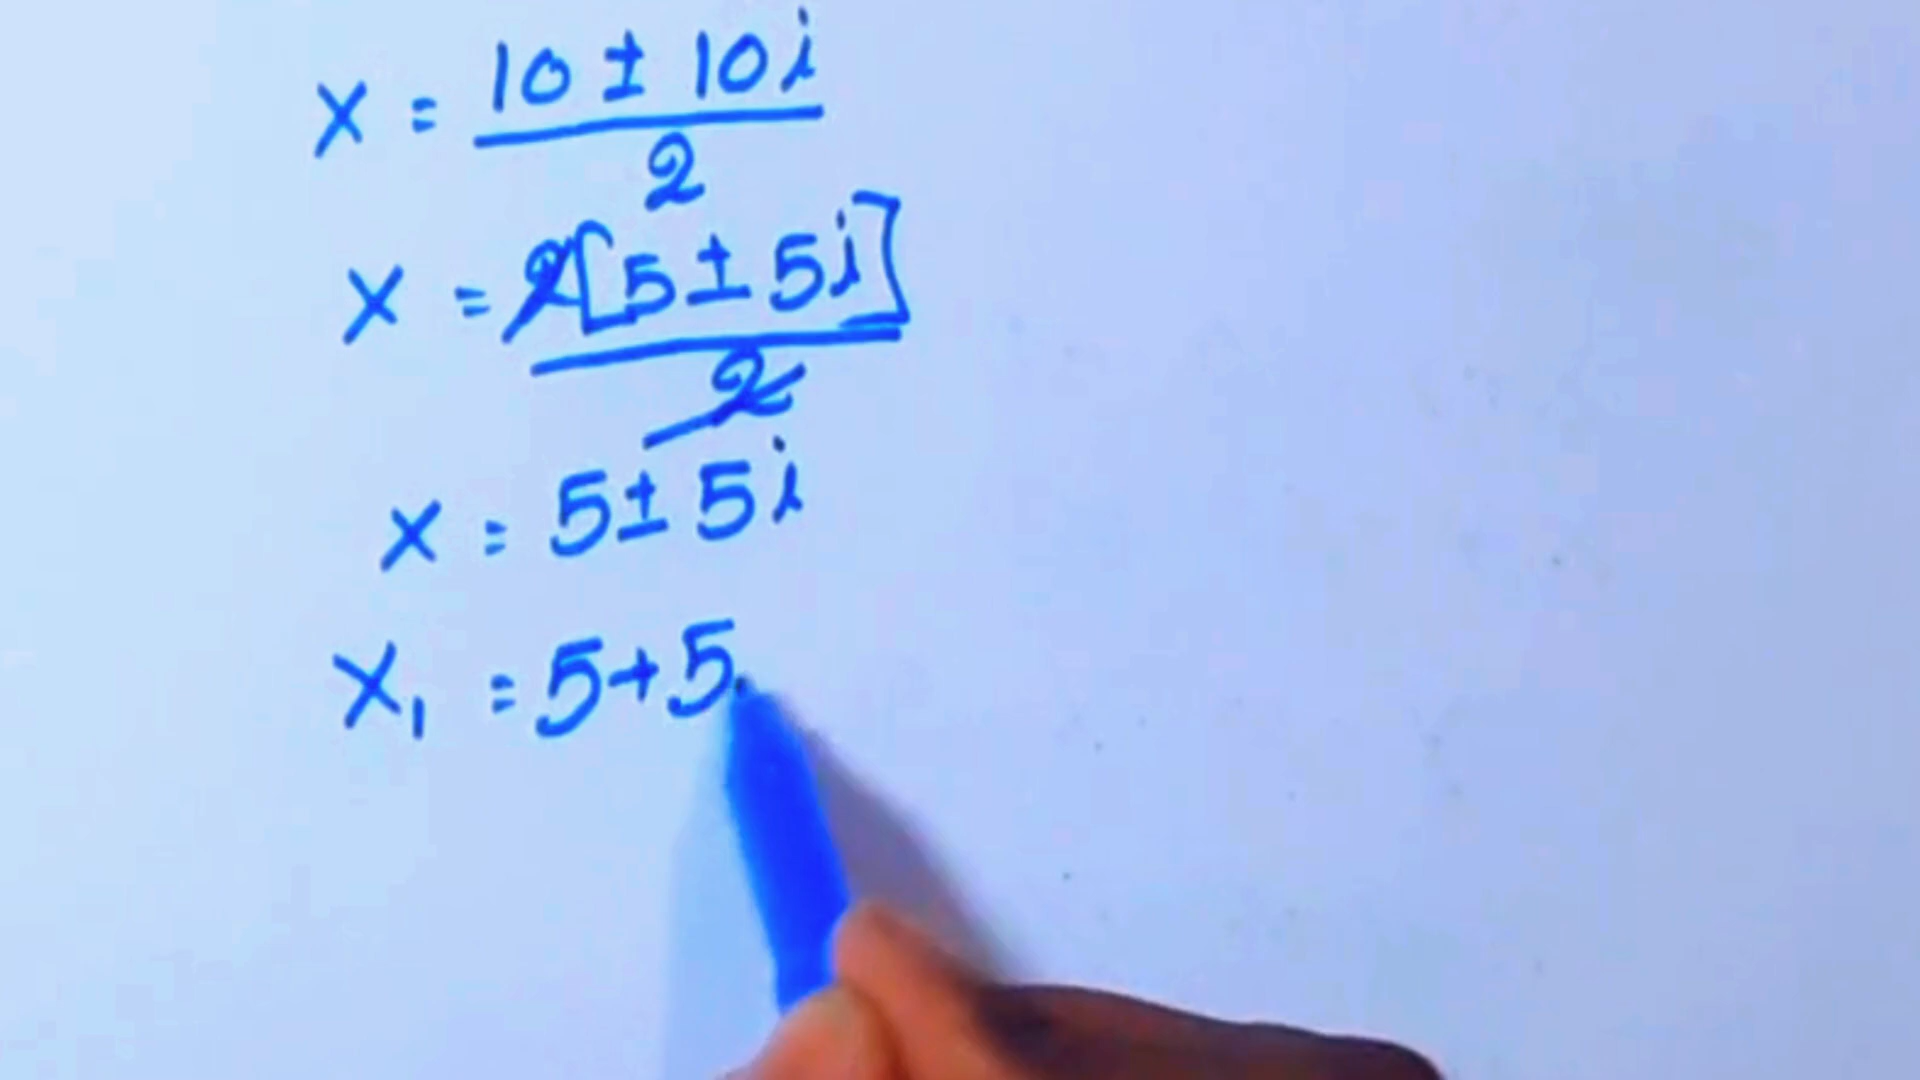 x = 10 ± 10i / 2
x = 2[5 ± 5i] / 2
x = 5 ± 5i
x₁ = 5+5